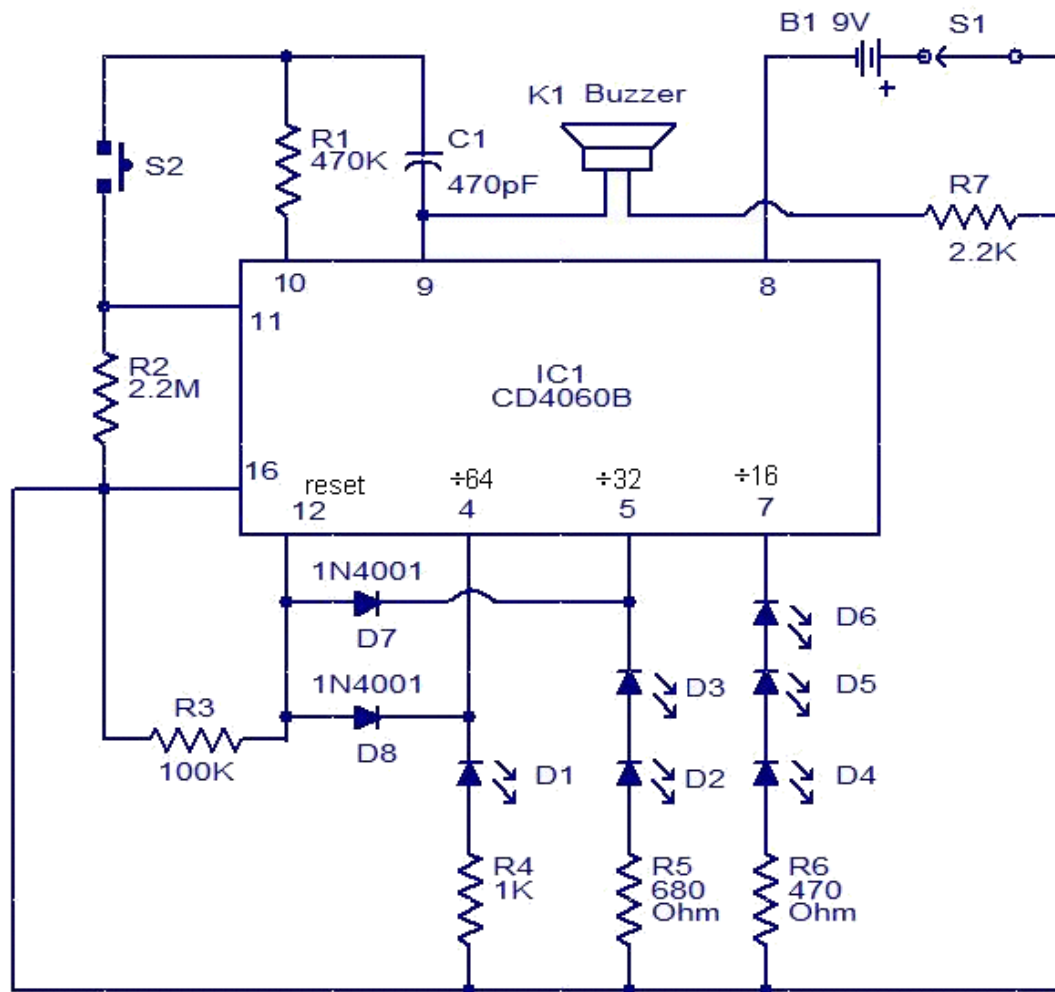 B1 9V
S1
K1 Buzzer
+
R1
470K
C1
470pF
S2
R7
2.2K
10
9
8
11
R2
2.2M
IC1
CD4060B
16
reset
÷64
÷32
÷16
12
4
5
7
1N4001
D7
D6
1N4001
D3
D5
R3
100K
D8
D1
D2
D4
R4
1K
R5
680
Ohm
R6
470
Ohm